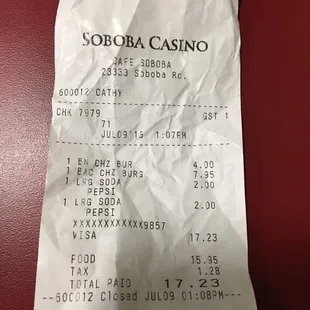 SOBOBA CASINO
CAFE SOBOBA
23333 Soboba Rd.
600012 CATHY
CHK 7979 GST 1
71
JUL09'15 1:07PM
1 BN CHZ BUR 4.00
1 BAC CHZ BURG 7.95
1 LRG SODA 2.00
PEPSI
1 LRG SODA 2.00
PEPSI
XXXXXXXXXXXX9857
VISA 17.23
FOOD 15.95
TAX 1.28
TOTAL PAID 17.23
---600012 Closed JUL09 01:08PM---